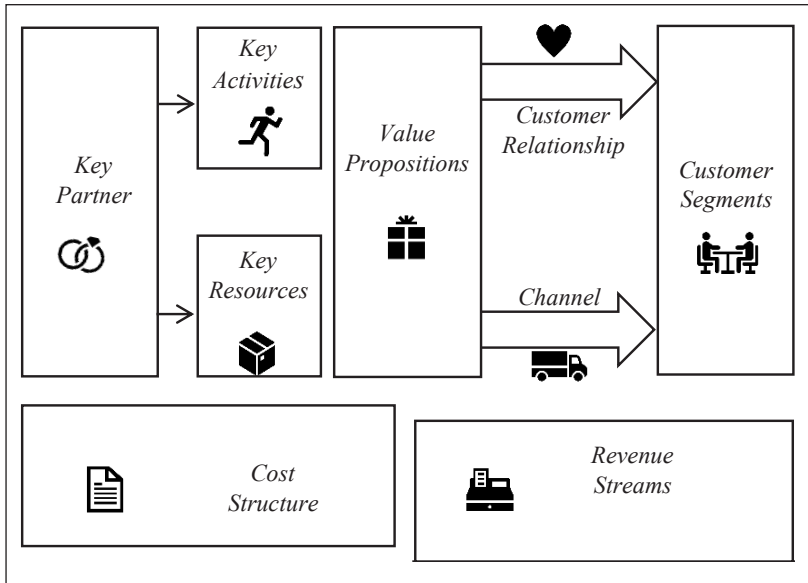 Key
Partner
Key
Activities
Key
Resources
Value
Propositions
Customer
Relationship
Channel
Customer
Segments
Cost
Structure
Revenue
Streams